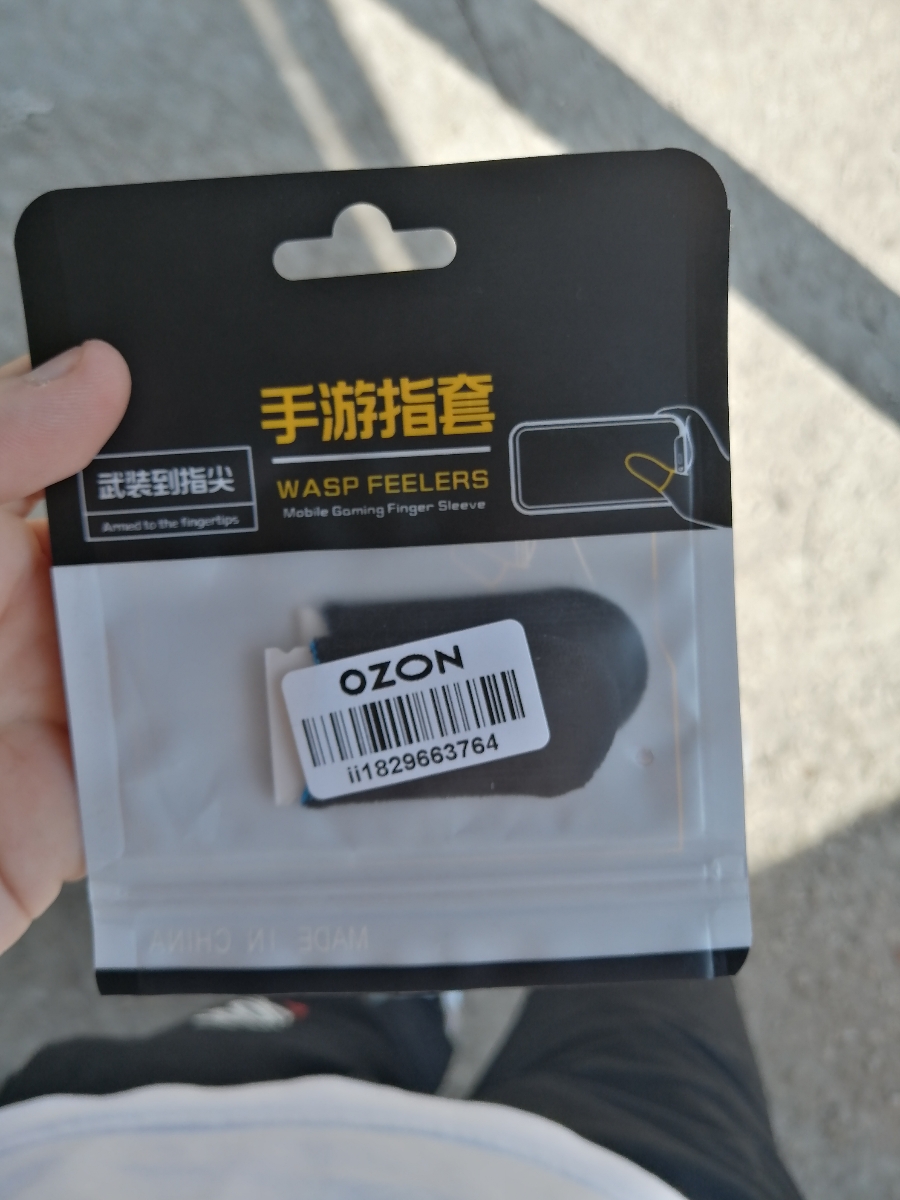 手游指套
武装到指尖
Armed to the fingertips
WASP FEELERS
Mobile Gaming Finger Sleeve
OZON
ii1829663764
MADE IN CHINA